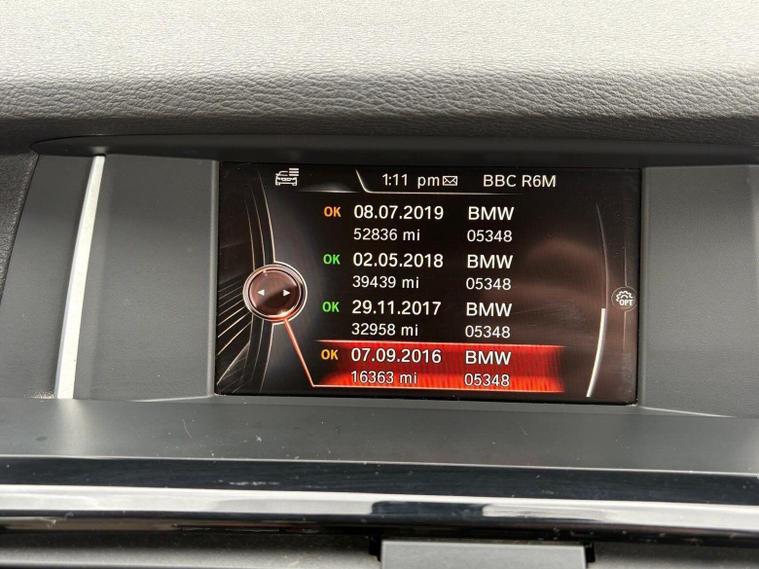 1:11 pm BBC R6M
OK 08.07.2019 BMW
52836 mi 05348
OK 02.05.2018 BMW
39439 mi 05348
OK 29.11.2017 BMW
32958 mi 05348
OPT
OK 07.09.2016 BMW
16363 mi 05348